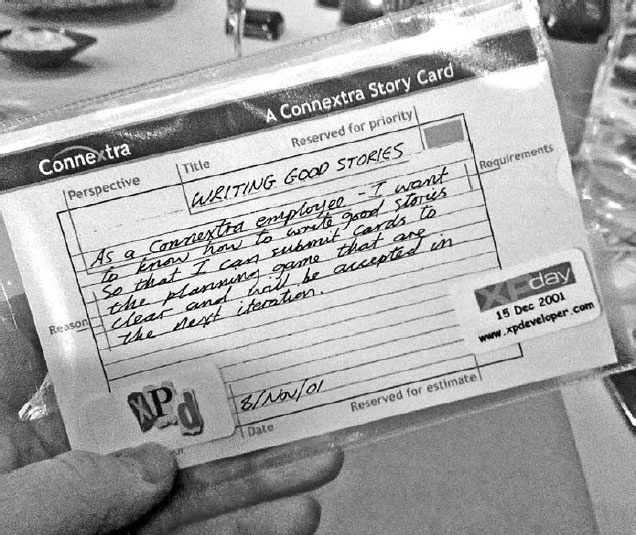 A Connextra Story Card
Connextra
Reserved for priority
Title
Perspective
Requirements
WRITING GOOD STORIES
As a Connextra employee - I want
to know how to write good stories
So that I can submit cards to
the planning game that are
clear and will be accepted in
the next iteration.
Reason
XPday
15 Dec 2001
www.xpdeveloper.com
xPd
8/Nov/01
Reserved for estimate
Date